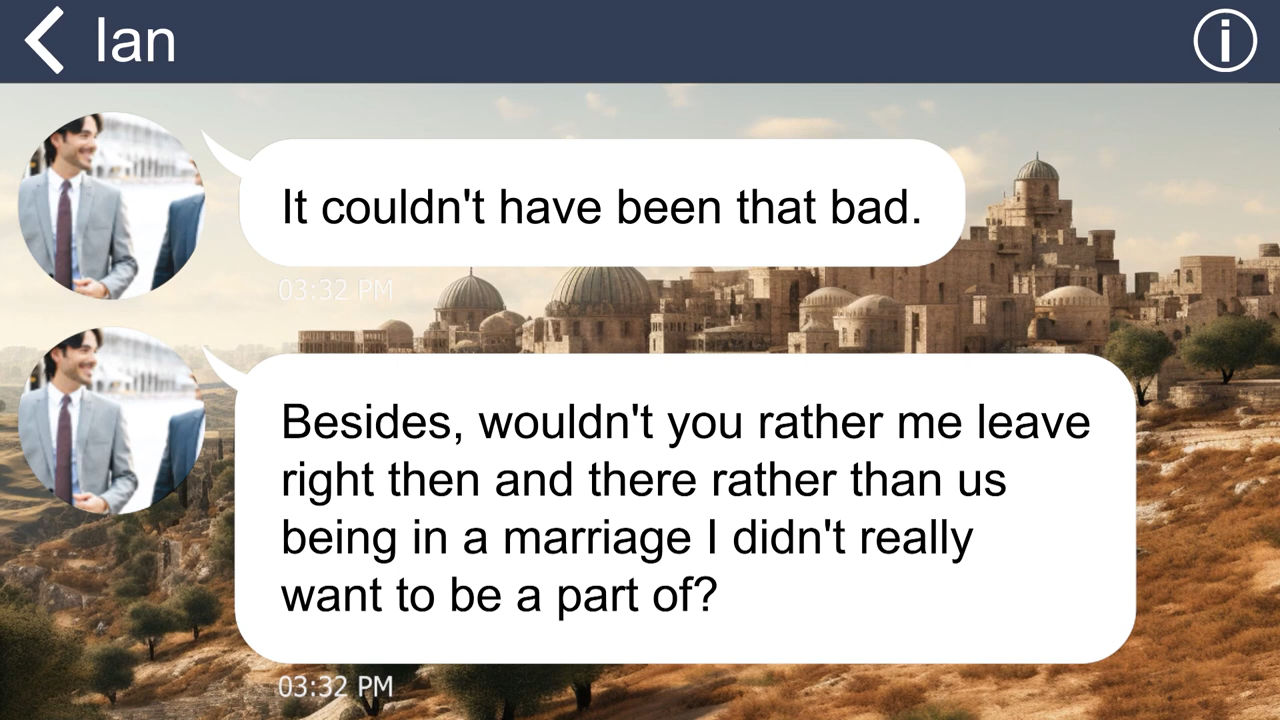 Ian
It couldn't have been that bad.
03:32 PM
Besides, wouldn't you rather me leave
right then and there rather than us
being in a marriage I didn't really
want to be a part of?
03:32 PM